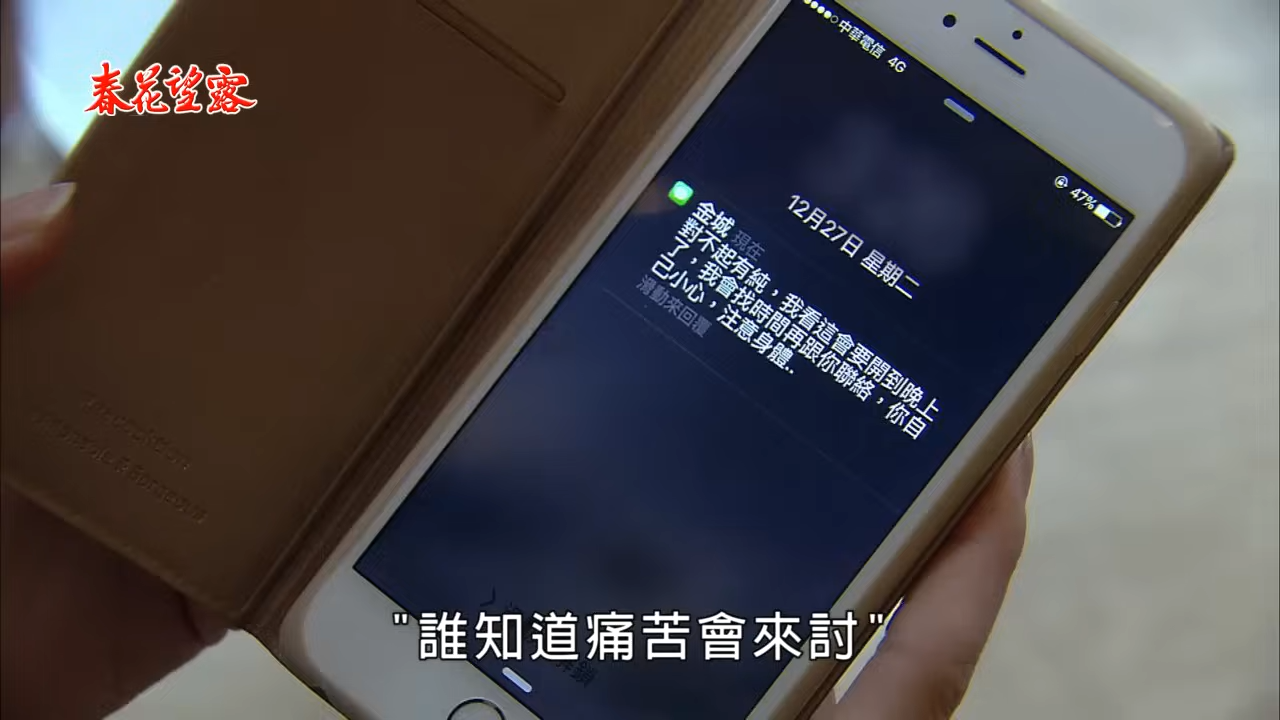 春花望露
中華電信 4G
47%
12月27日 星期二
金城 現在
對不起有純，我看這會要開到晚上
了，我會找時間再跟你聯絡，你自
己小心，注意身體..
滑動來回覆
"誰知道痛苦會來討"